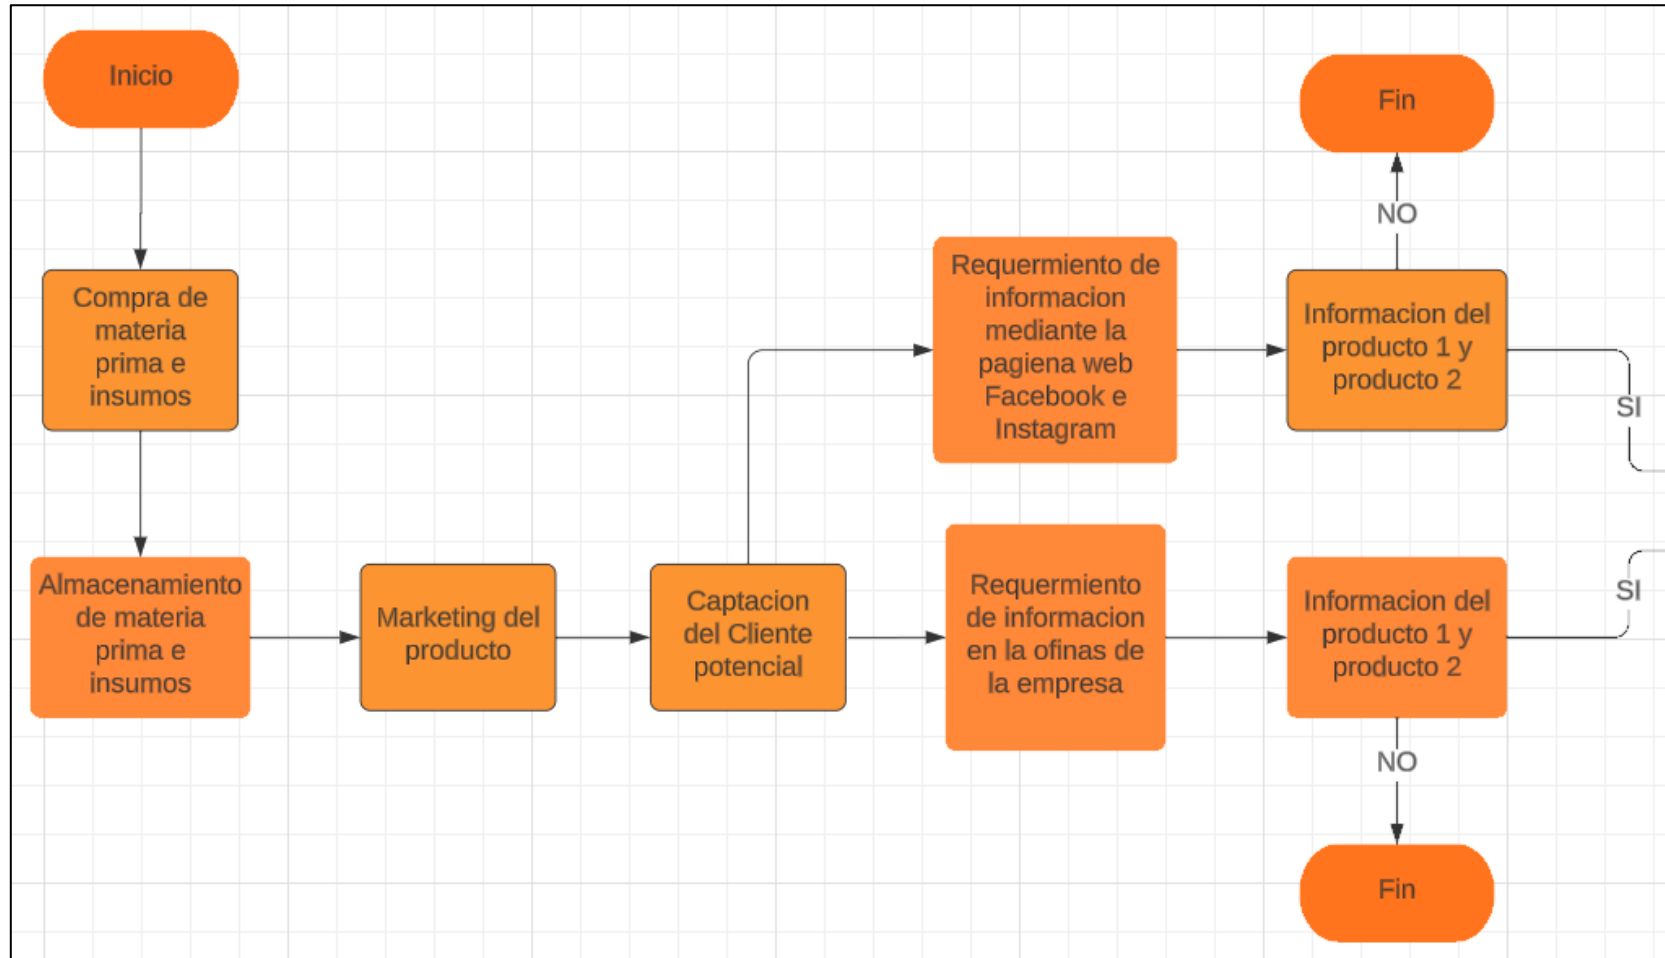 Inicio
Compra de
materia
prima e
insumos
Almacenamiento
de materia
prima e
insumos
Marketing del
producto
Captacion
del Cliente
potencial
Requermiento de
informacion
mediante la
pagiena web
Facebook e
Instagram
Informacion del
producto 1 y
producto 2
NO
Fin
SI
Requermiento
de informacion
en la ofinas de
la empresa
Informacion del
producto 1 y
producto 2
SI
NO
Fin